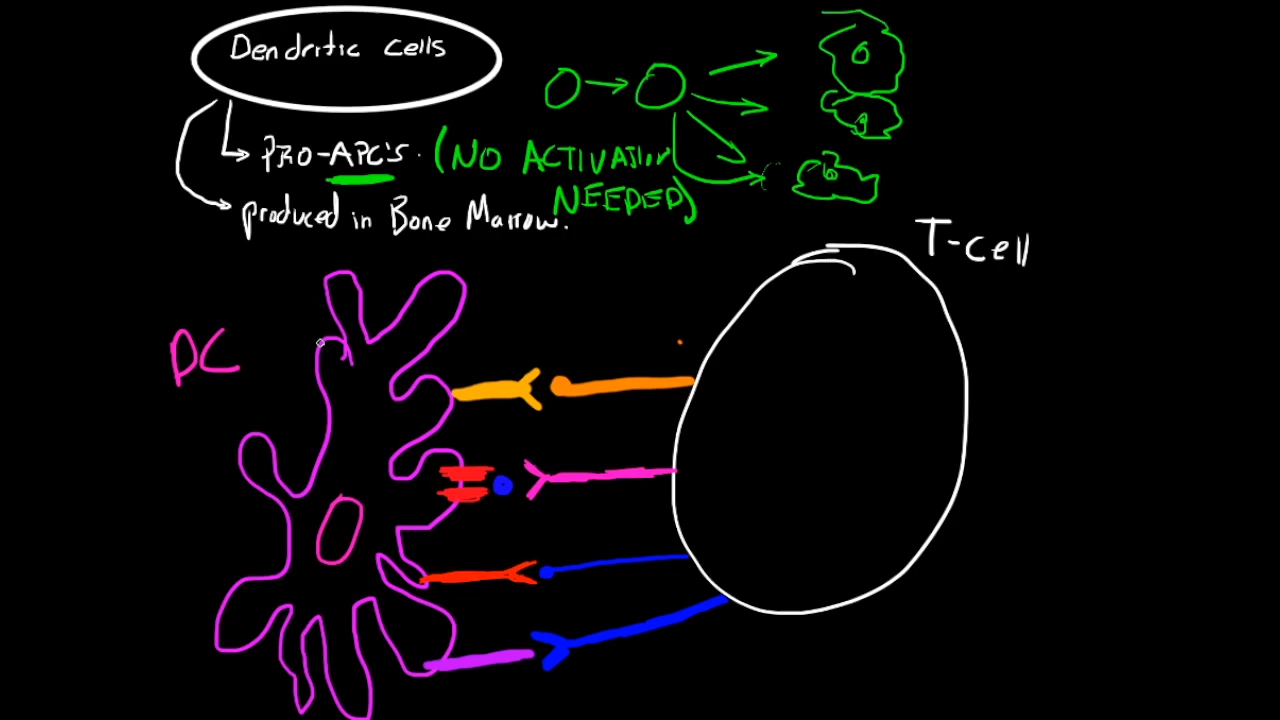 Dendritic cells
PRO-APC'S. (NO ACTIVATION
NEEDED)
produced in Bone Marrow.
T-cell
DC